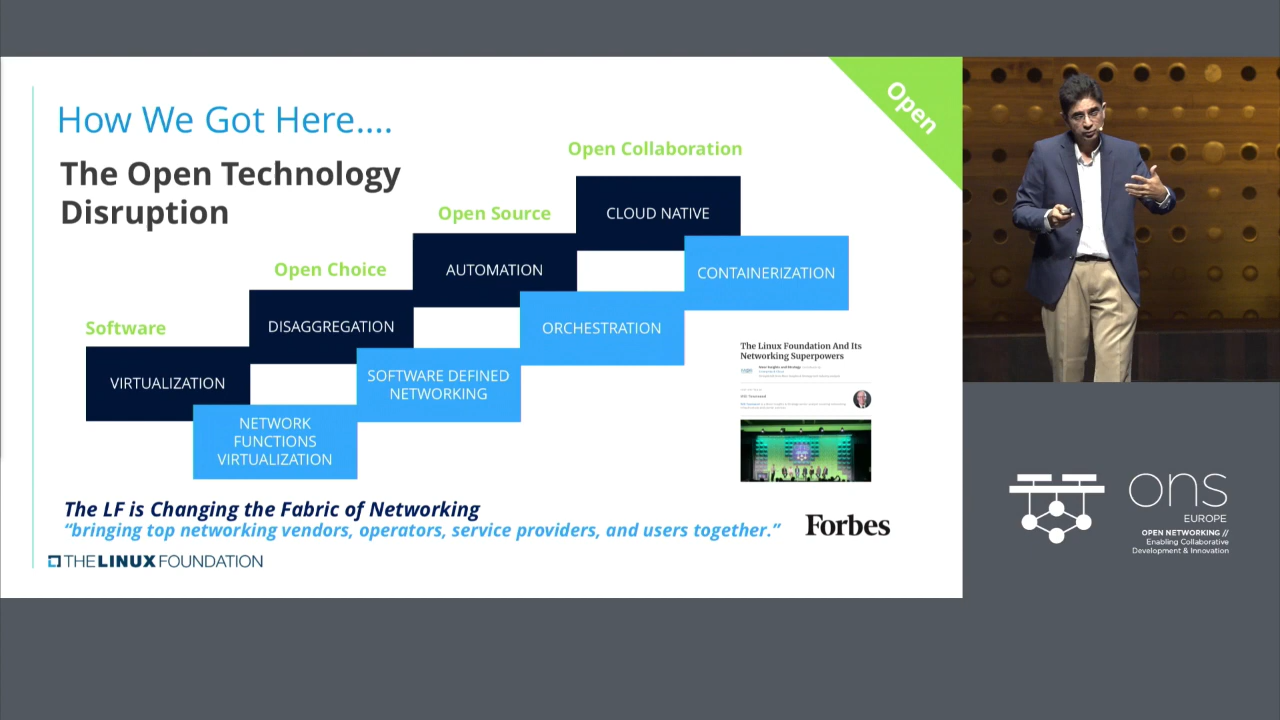 How We Got Here....
The Open Technology
Disruption
Open
Open Collaboration
CLOUD NATIVE
Open Source
CONTAINERIZATION
AUTOMATION
Open Choice
ORCHESTRATION
DISAGGREGATION
Software
SOFTWARE DEFINED
NETWORKING
VIRTUALIZATION
NETWORK
FUNCTIONS
VIRTUALIZATION
The Linux Foundation And Its
Networking Superpowers
The LF is Changing the Fabric of Networking
“bringing top networking vendors, operators, service providers, and users together.”
Forbes
THE LINUX FOUNDATION
ons
EUROPE
OPEN NETWORKING //
Enabling Collaborative
Development & Innovation